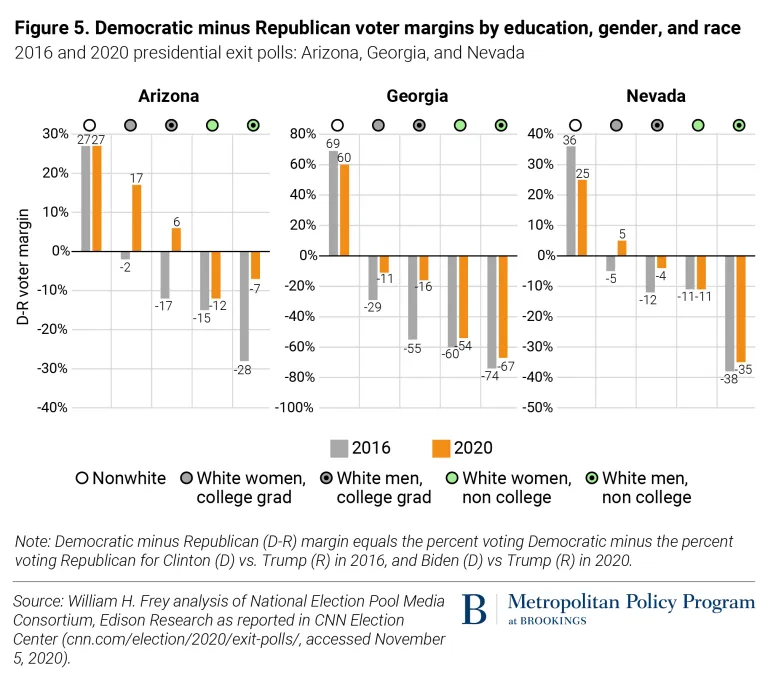 Figure 5. Democratic minus Republican voter margins by education, gender, and race
2016 and 2020 presidential exit polls: Arizona, Georgia, and Nevada
Arizona
D-R voter margin
30%
20%
10%
0%
-10%
-20%
-30%
-40%
27 27
-2 17
-17 6
-15 -12
-28 -7
Georgia
80%
60%
40%
20%
0%
-20%
-40%
-60%
-80%
-100%
69 60
-29 -11
-55 -16
-60 -54
-74 -67
Nevada
40%
30%
20%
10%
0%
-10%
-20%
-30%
-40%
-50%
36 25
-5 5
-12 -4
-11 -11
-38 -35
2016 2020
Nonwhite
White women,
college grad
White men,
college grad
White women,
non college
White men,
non college
Note: Democratic minus Republican (D-R) margin equals the percent voting Democratic minus the percent
voting Republican for Clinton (D) vs. Trump (R) in 2016, and Biden (D) vs Trump (R) in 2020.
Source: William H. Frey analysis of National Election Pool Media
Consortium, Edison Research as reported in CNN Election
Center (cnn.com/election/2020/exit-polls/, accessed November
5, 2020).
B
Metropolitan Policy Program
at BROOKINGS